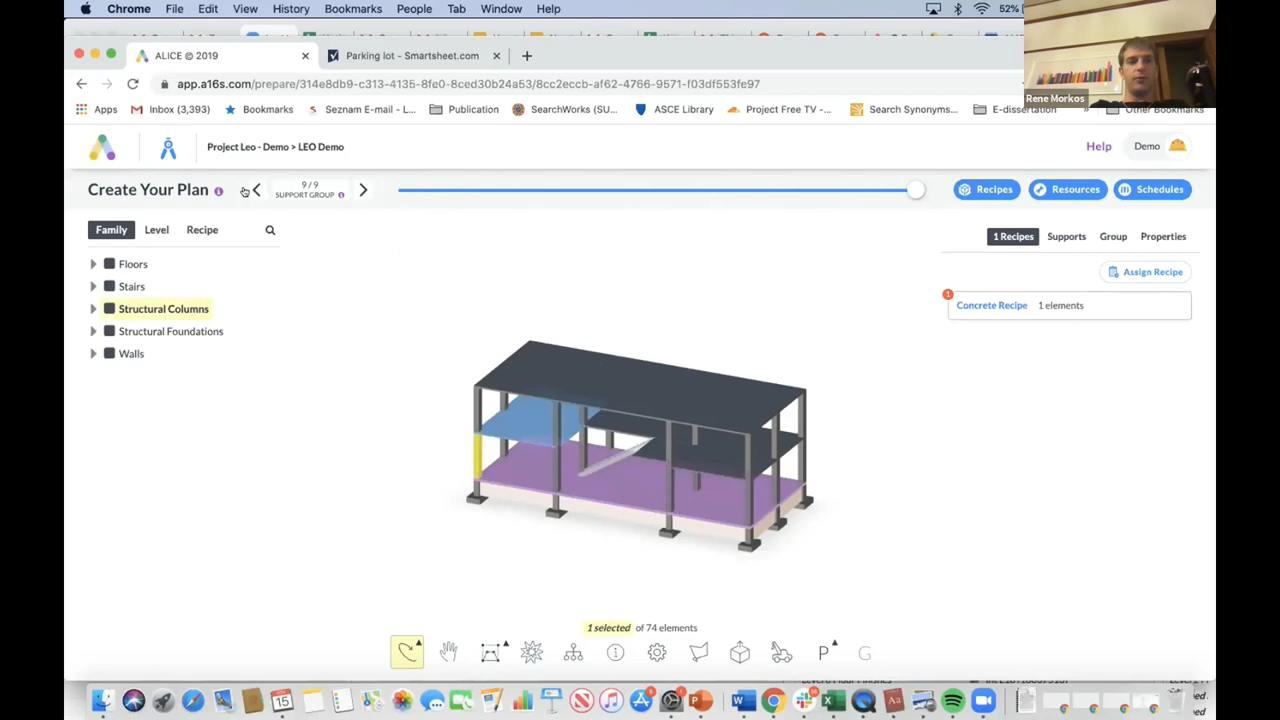 Chrome File Edit View History Bookmarks People Tab Window Help 52%
ALICE © 2019 Parking lot - Smartsheet.com
app.a16s.com/prepare/314e8db9-c313-4135-8fe0-8ced30b24a53/8cc2eccb-af62-4766-9571-f03df553fe97
Rene Morkos
Apps Inbox (3,393) Bookmarks Seznam E-mail - L... Publication SearchWorks (SU... ASCE Library Project Free TV -... Search Synonyms... E-dissertation Other Bookmarks
Project Leo - Demo > LEO Demo Help Demo
Create Your Plan 9/9 SUPPORT GROUP Recipes Resources Schedules
Family Level Recipe 1 Recipes Supports Group Properties
Floors
Assign Recipe
Stairs
1
Structural Columns Concrete Recipe 1 elements
Structural Foundations
Walls
1 selected of 74 elements
P G
15